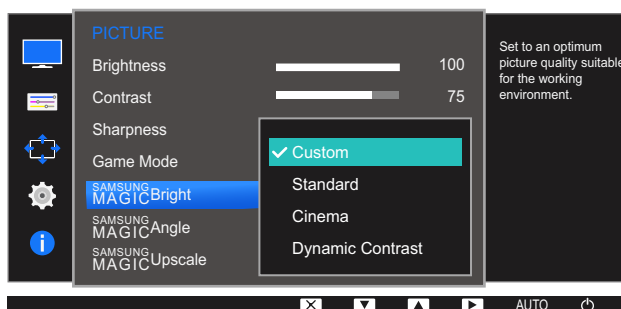 PICTURE
Brightness 100
Contrast 75
Sharpness
Game Mode
SAMSUNG
MAGICBright
SAMSUNG
MAGICAngle
SAMSUNG
MAGICUpscale
Custom
Standard
Cinema
Dynamic Contrast
Set to an optimum
picture quality suitable
for the working
environment.
AUTO